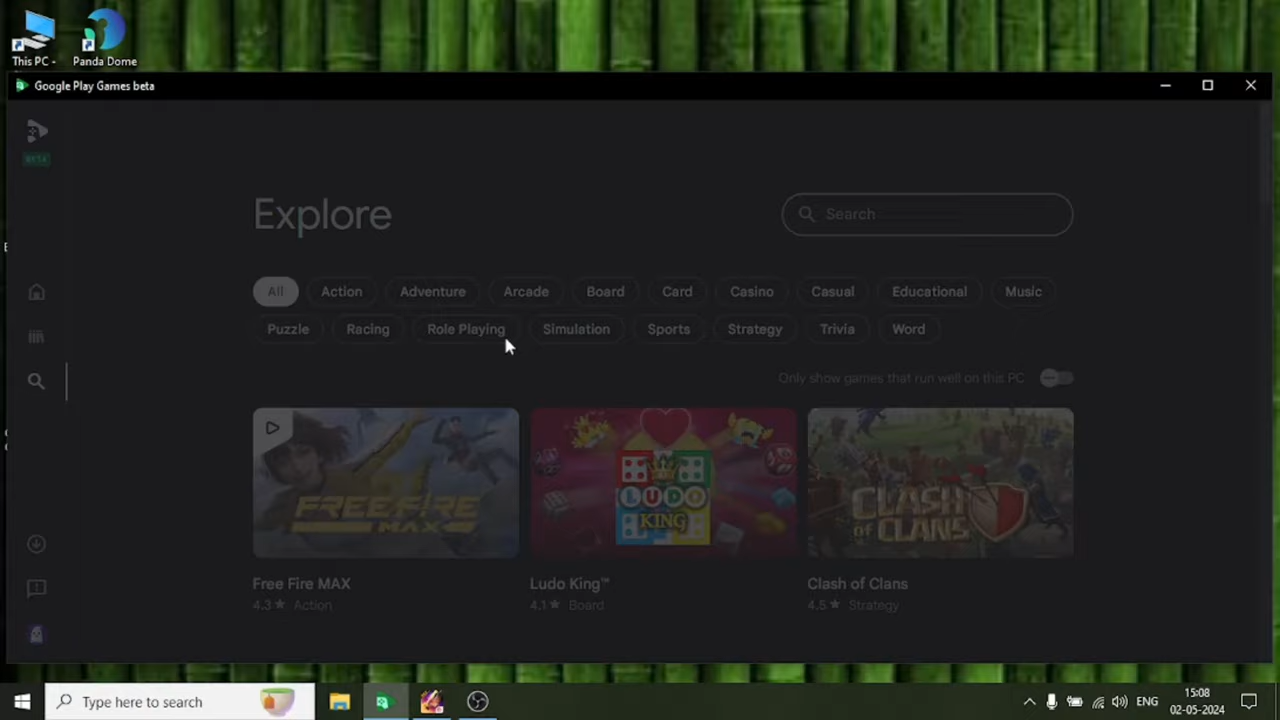 This PC -
Panda Dome
Google Play Games beta
BETA
Explore
Search
All Action Adventure Arcade Board Card Casino Casual Educational Music
Puzzle Racing Role Playing Simulation Sports Strategy Trivia Word
Only show games that run well on this PC
FREE FIRE
MAX
LUDO
KING
CLASH
OF CLANS
Free Fire MAX
4.3★ Action
Ludo King™
4.1★ Board
Clash of Clans
4.5★ Strategy
Type here to search
ENG
15:08
02-05-2024